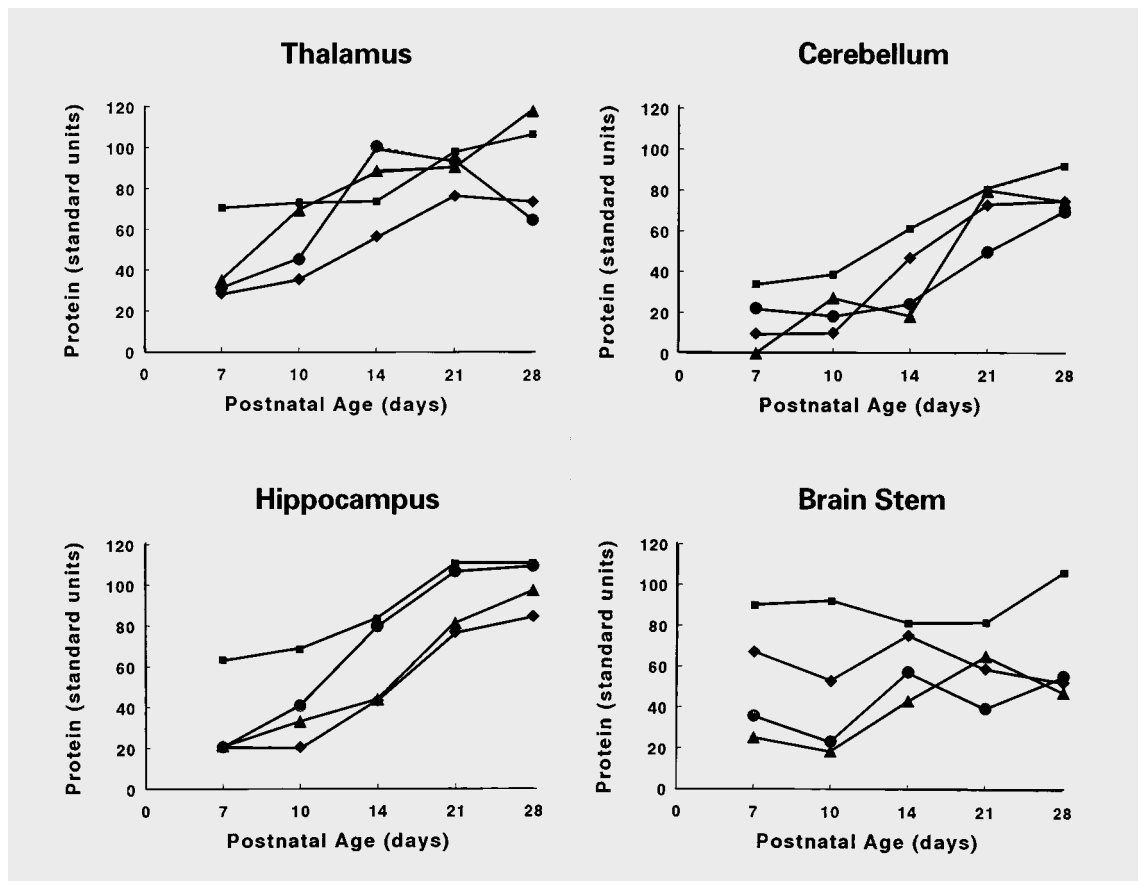 Thalamus
Protein (standard units)
120
100
80
60
40
20
0
0 7 10 14 21 28
Postnatal Age (days)
Cerebellum
Protein (standard units)
120
100
80
60
40
20
0
0 7 10 14 21 28
Postnatal Age (days)
Hippocampus
Protein (standard units)
120
100
80
60
40
20
0
0 7 10 14 21 28
Postnatal Age (days)
Brain Stem
Protein (standard units)
120
100
80
60
40
20
0
0 7 10 14 21 28
Postnatal Age (days)